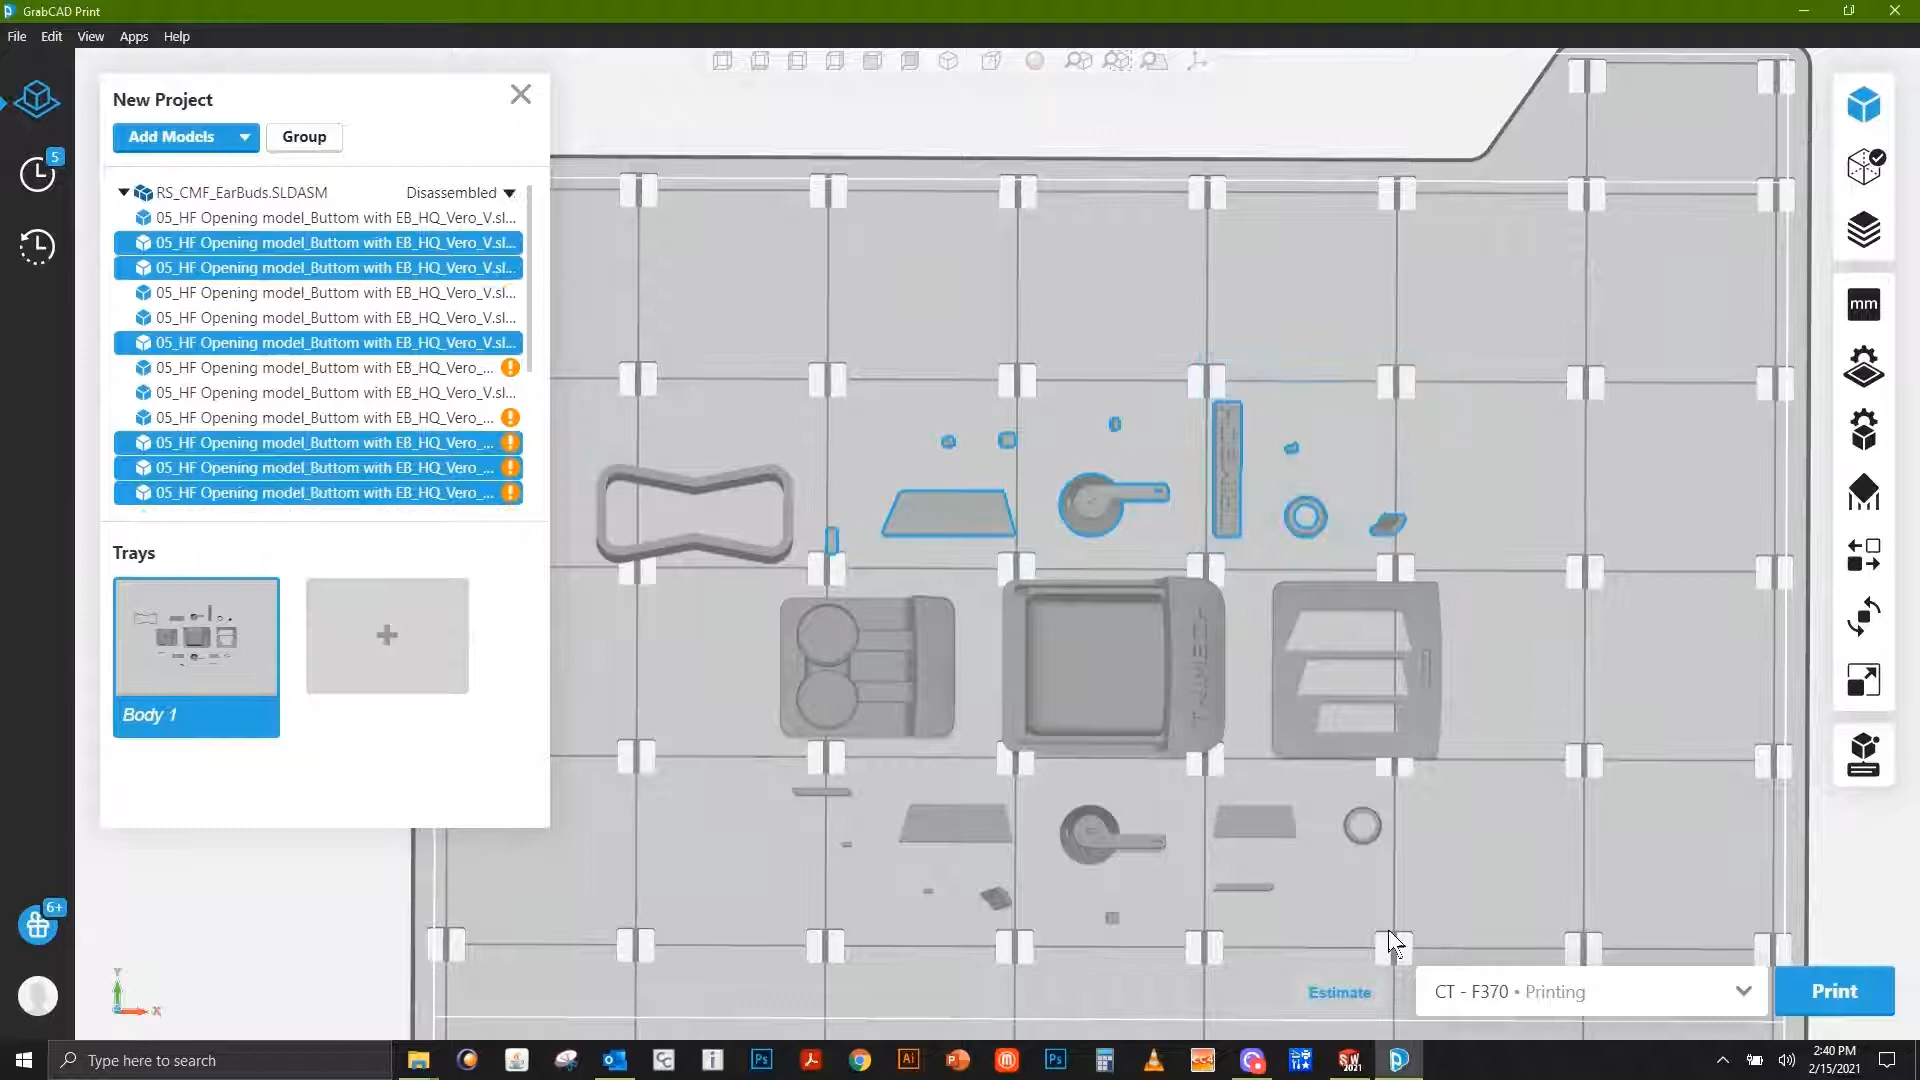 GrabCAD Print
File Edit View Apps Help
New Project
Add Models Group
RS_CMF_EarBuds.SLDASM Disassembled
05_HF Opening model_Buttom with EB_HQ_Vero_V.sl...
05_HF Opening model_Buttom with EB_HQ_Vero_V.sl...
05_HF Opening model_Buttom with EB_HQ_Vero_V.sl...
05_HF Opening model_Buttom with EB_HQ_Vero_V.sl...
05_HF Opening model_Buttom with EB_HQ_Vero_V.sl...
05_HF Opening model_Buttom with EB_HQ_Vero_V.sl...
05_HF Opening model_Buttom with EB_HQ_Vero_...
05_HF Opening model_Buttom with EB_HQ_Vero_V.sl...
05_HF Opening model_Buttom with EB_HQ_Vero_...
05_HF Opening model_Buttom with EB_HQ_Vero_...
05_HF Opening model_Buttom with EB_HQ_Vero_...
05_HF Opening model_Buttom with EB_HQ_Vero_...
Trays
Body 1
5
6+
mm
Y
X
Estimate
CT - F370 • Printing
Print
Type here to search
2:40 PM
2/15/2021